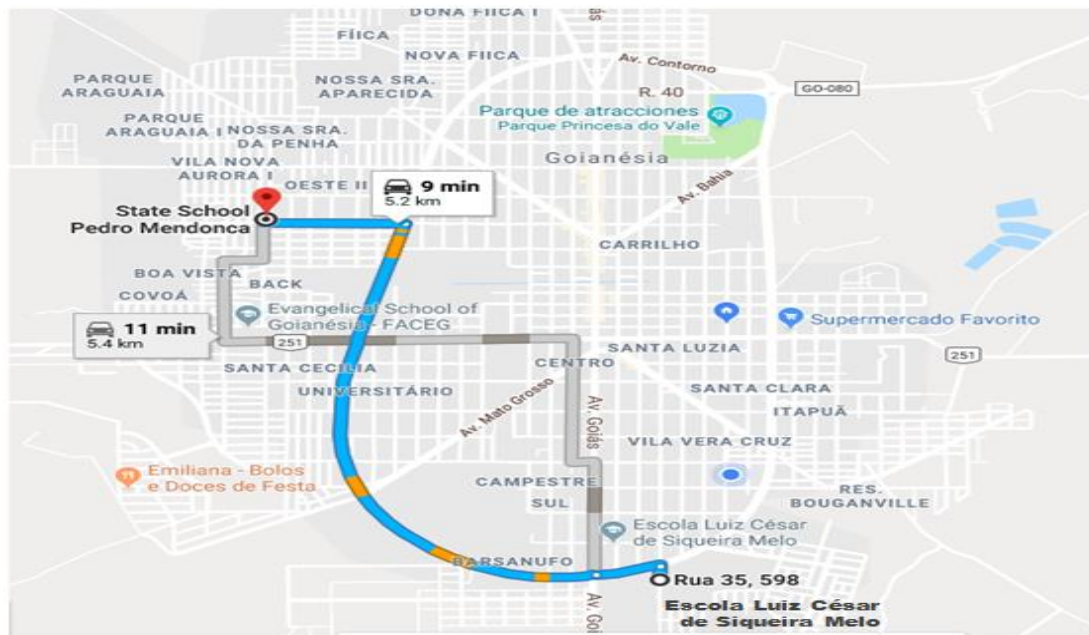 DONA FIICA I
FÍICA
NOVA FIICA
Av. Contorno
PARQUE
ARAGUAIA
NOSSA SRA.
APARECIDA
R. 40
GO-080
Parque de atracciones
Parque Princesa do Vale
PARQUE
ARAGUAIA I
NOSSA SRA.
DA PENHA
Goianésia
VILA NOVA
AURORA I
OESTE II
9 min
5.2 km
Av. Bahia
State School
Pedro Mendonca
CARRILHO
BOA VISTA
BACK
COVOÁ
Evangelical School of
Goianésia - FACEG
Supermercado Favorito
11 min
5.4 km
251
SANTA LUZIA
251
CENTRO
SANTA CECÍLIA
UNIVERSITÁRIO
SANTA CLARA
ITAPUÃ
Av. Mato Grosso
Av. Goiás
VILA VERA CRUZ
Emiliana - Bolos
e Doces de Festa
CAMPESTRE
SUL
RES.
BOUGANVILLE
Escola Luiz César
de Siqueira Melo
BARSANUFO
Rua 35, 598
Escola Luiz César
de Siqueira Melo